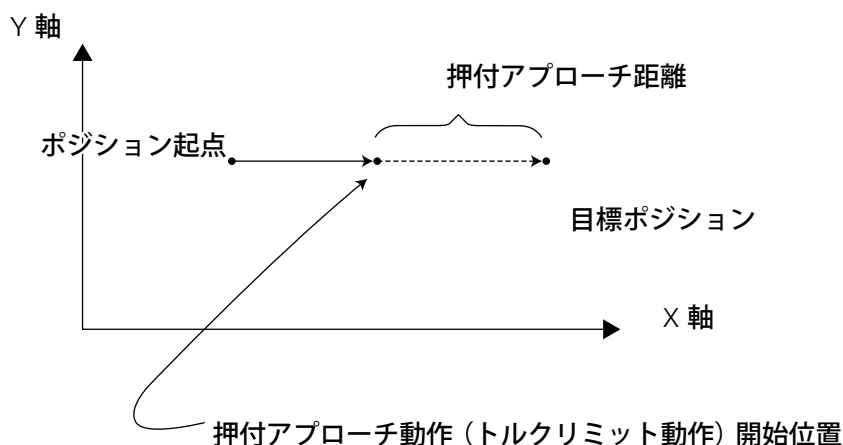 Y 軸
押付アプローチ距離
ポジション起点
目標ポジション
X 軸
押付アプローチ動作（トルクリミット動作）開始位置